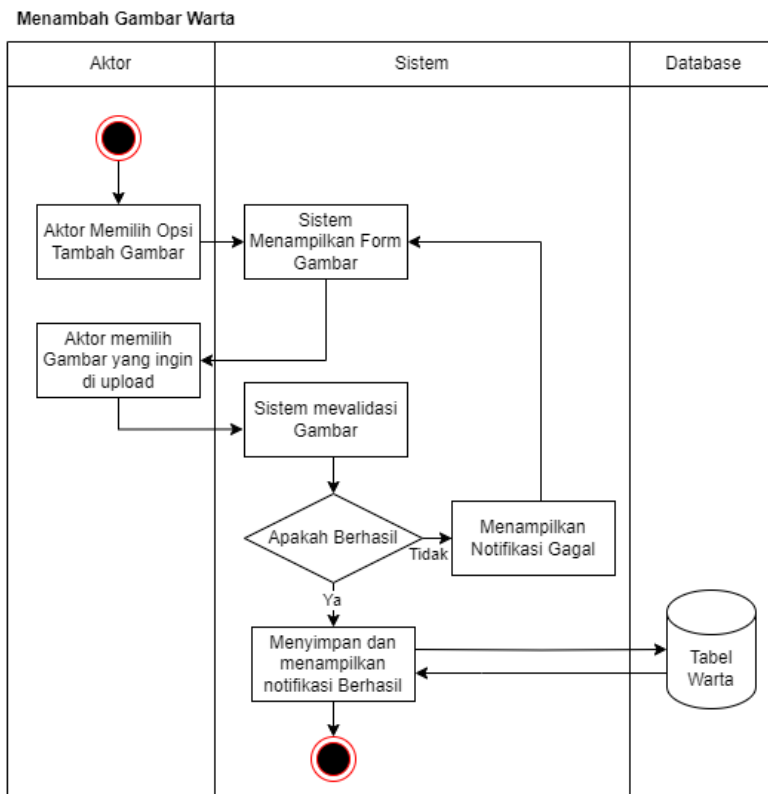 Menambah Gambar Warta
Aktor
Sistem
Database
Aktor Memilih Opsi
Tambah Gambar
Sistem
Menampilkan Form
Gambar
Aktor memilih
Gambar yang ingin
di upload
Sistem mevalidasi
Gambar
Apakah Berhasil
Tidak
Menampilkan
Notifikasi Gagal
Ya
Menyimpan dan
menampilkan
notifikasi Berhasil
Tabel
Warta